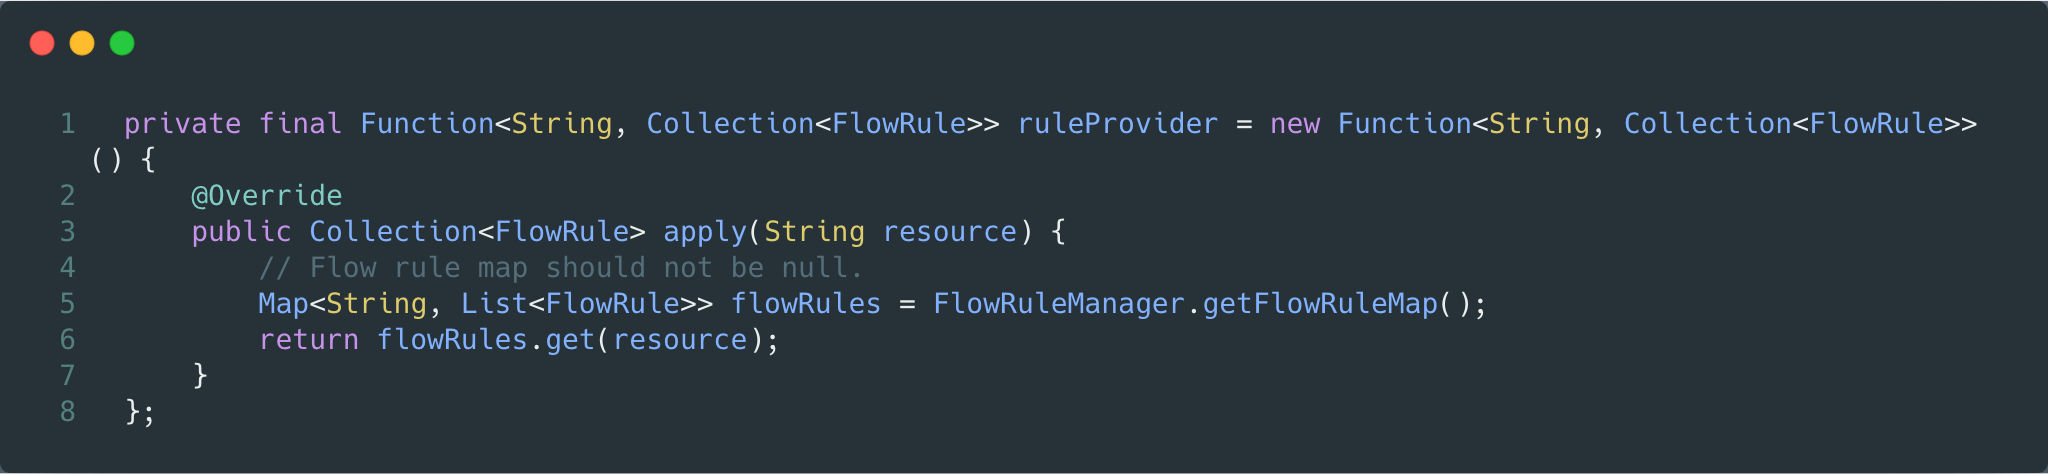 1 private final Function<String, Collection<FlowRule>> ruleProvider = new Function<String, Collection<FlowRule>>
() {
2 @Override
3 public Collection<FlowRule> apply(String resource) {
4 // Flow rule map should not be null.
5 Map<String, List<FlowRule>> flowRules = FlowRuleManager.getFlowRuleMap();
6 return flowRules.get(resource);
7 }
8 };